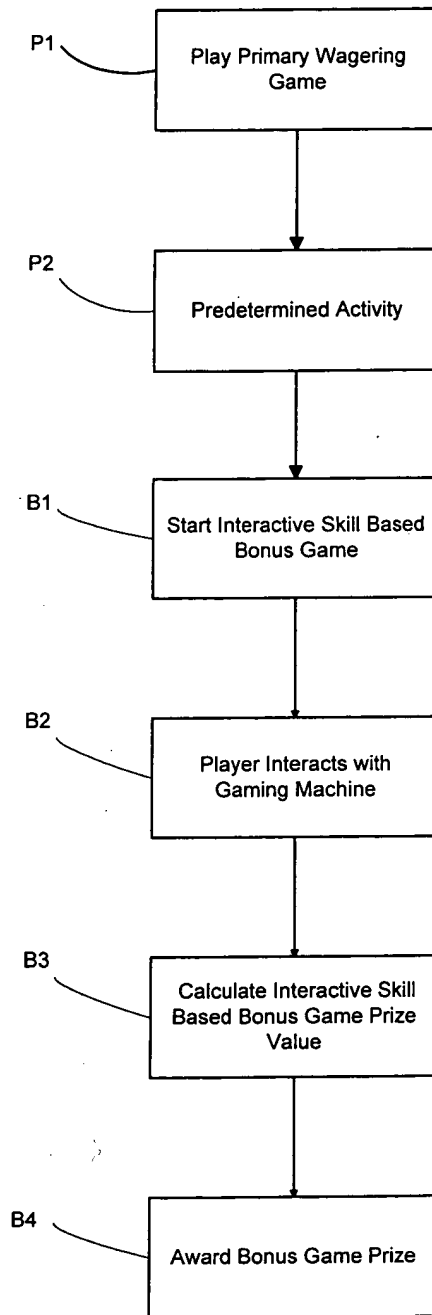 P1
Play Primary Wagering
Game
P2
Predetermined Activity
B1
Start Interactive Skill Based
Bonus Game
B2
Player Interacts with
Gaming Machine
B3
Calculate Interactive Skill
Based Bonus Game Prize
Value
B4
Award Bonus Game Prize